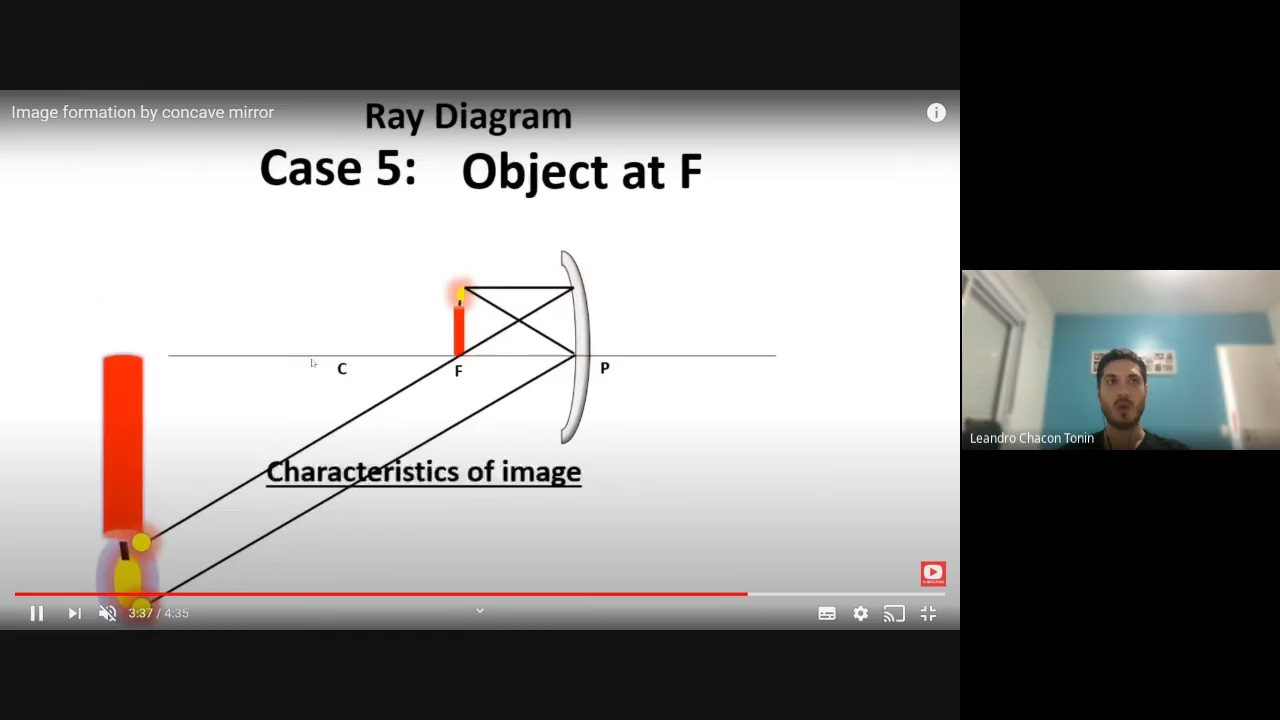 Image formation by concave mirror
Ray Diagram
Case 5: Object at F
C
F
P
Characteristics of image
3:37 / 4:35
Leandro Chacon Tonin